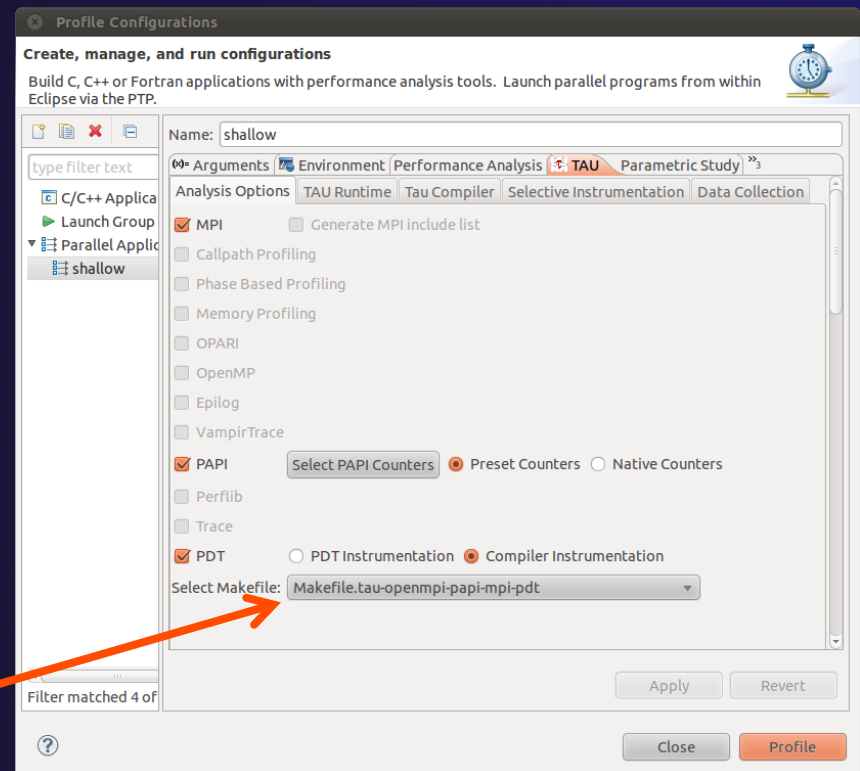 Profile Configurations
Create, manage, and run configurations
Build C, C++ or Fortran applications with performance analysis tools. Launch parallel programs from within
Eclipse via the PTP.
Name: shallow
type filter text
C/C++ Applica
Launch Group
Parallel Applic
shallow
Filter matched 4 of
(x)= Arguments Environment Performance Analysis TAU Parametric Study »3
Analysis Options TAU Runtime Tau Compiler Selective Instrumentation Data Collection
MPI Generate MPI include list
Callpath Profiling
Phase Based Profiling
Memory Profiling
OPARI
OpenMP
Epilog
VampirTrace
PAPI Select PAPI Counters Preset Counters Native Counters
Perflib
Trace
PDT PDT Instrumentation Compiler Instrumentation
Select Makefile: Makefile.tau-openmpi-papi-mpi-pdt
Apply Revert
? Close Profile